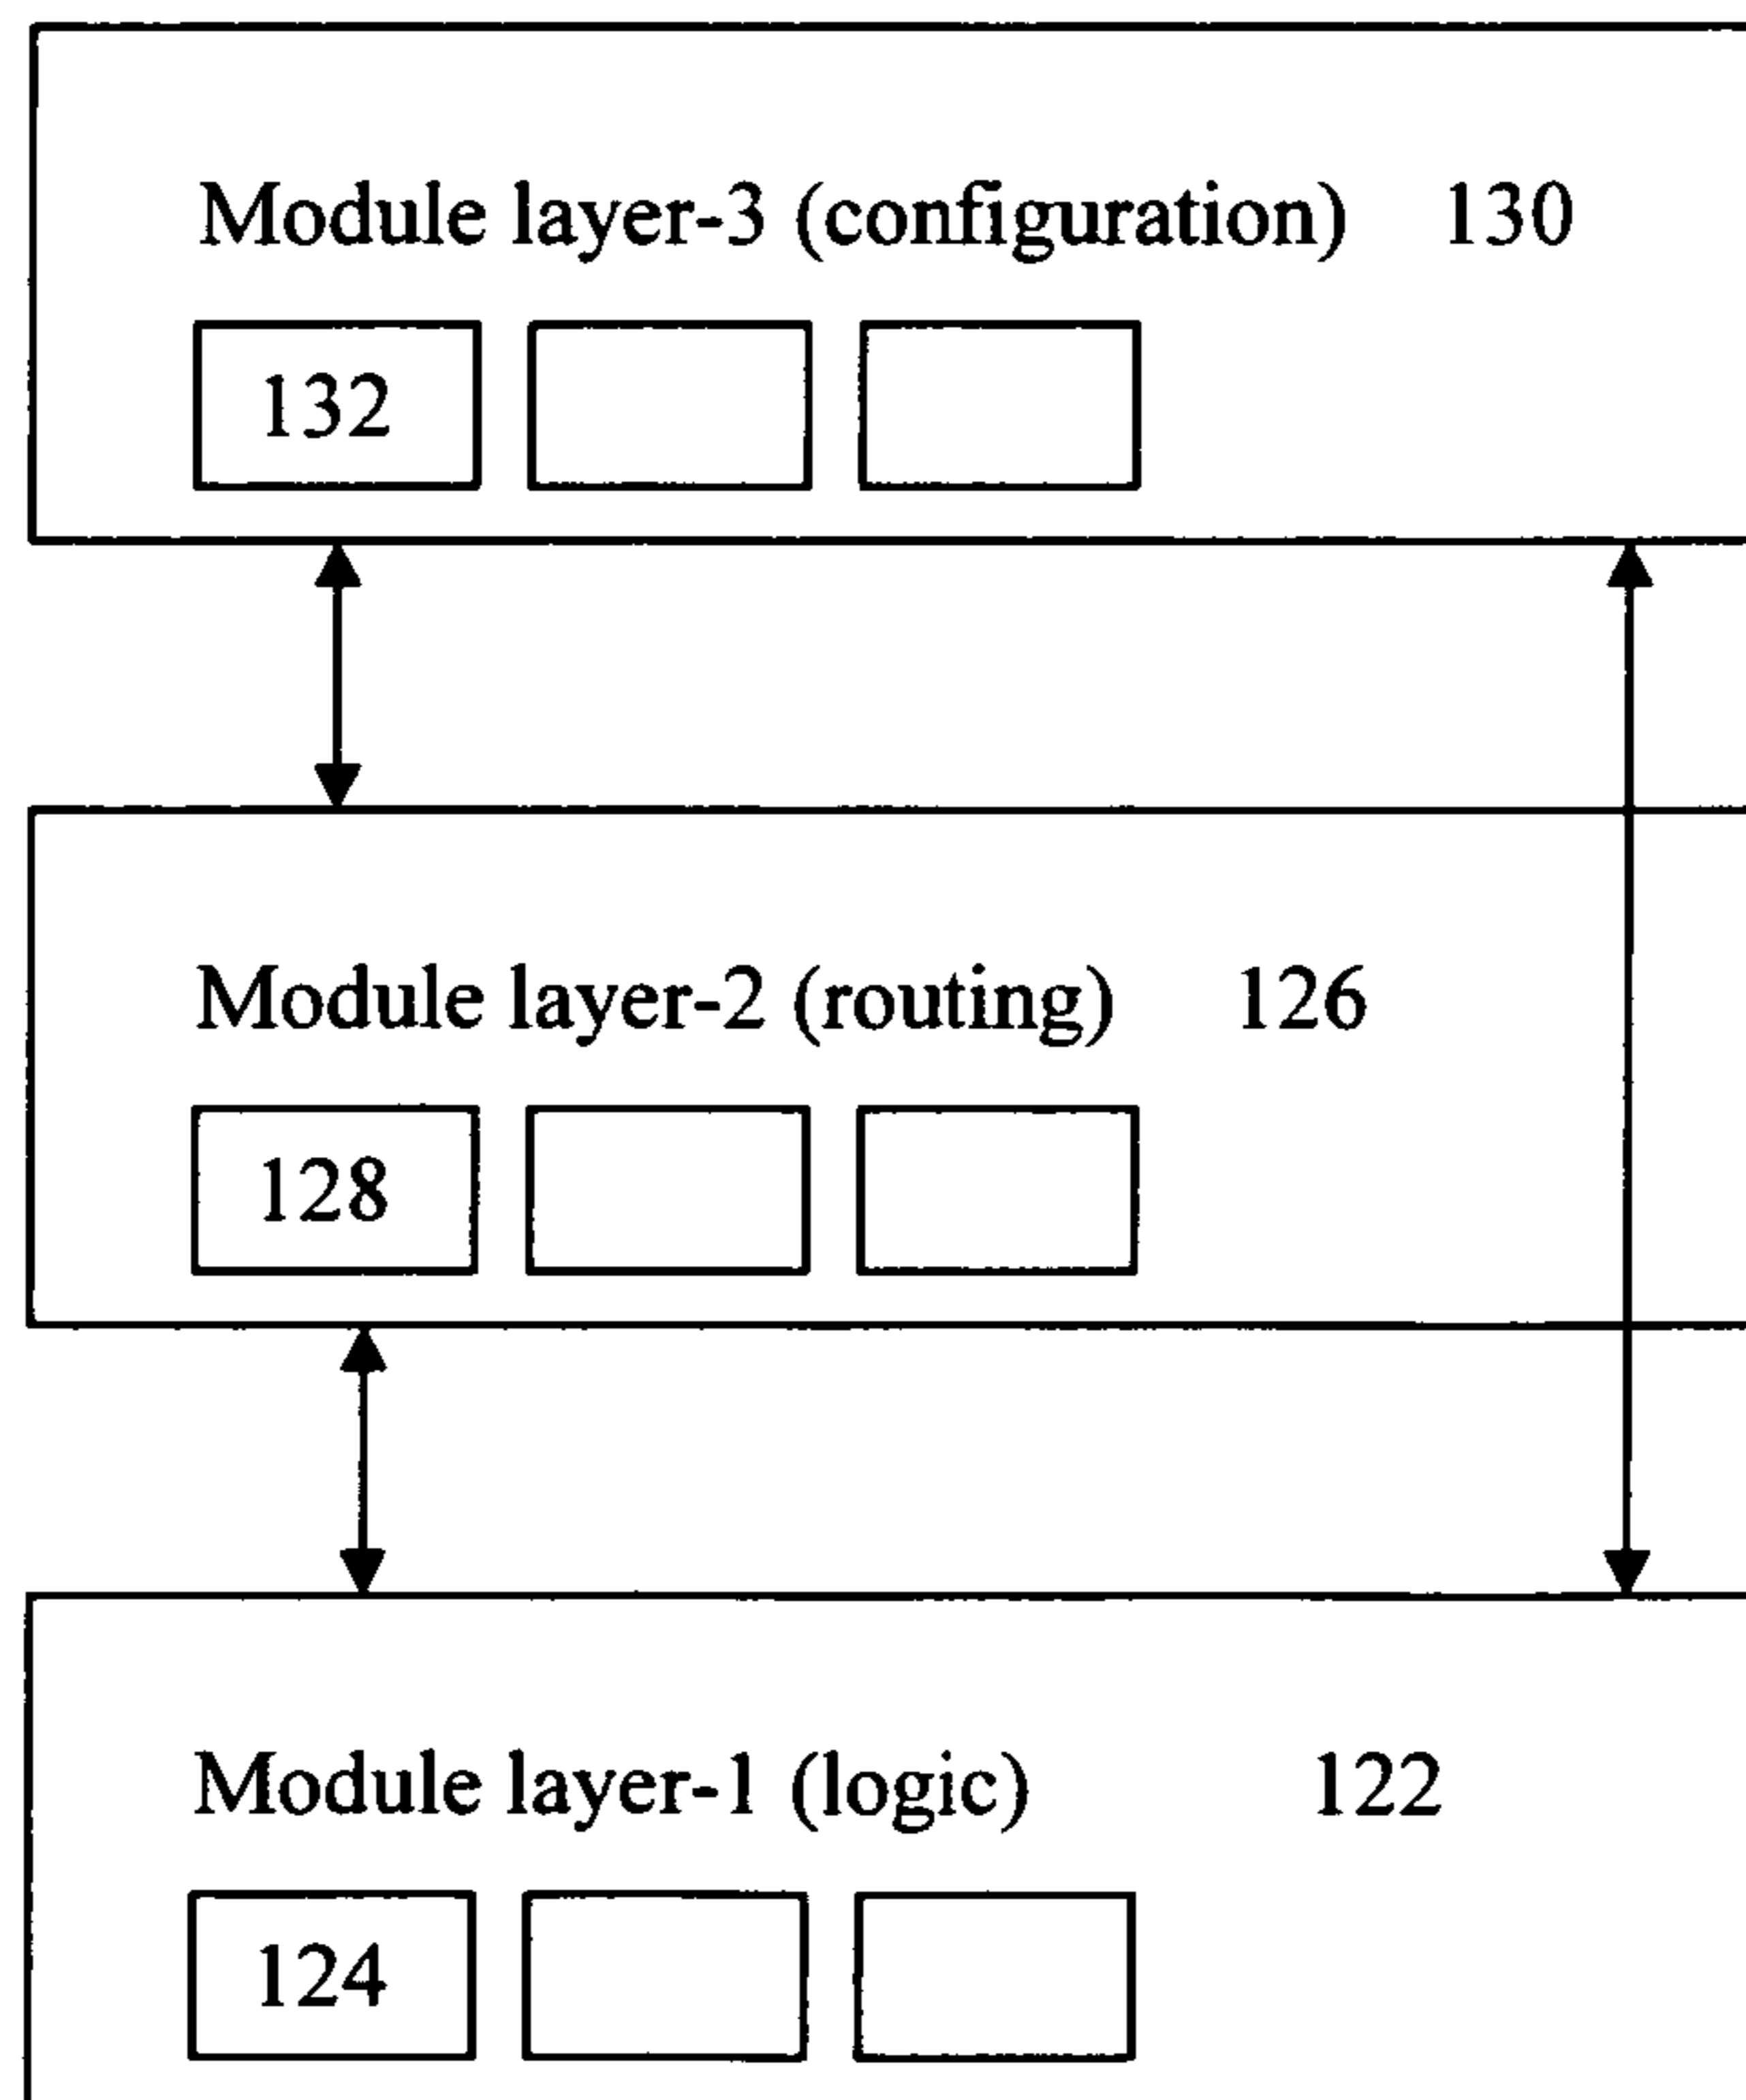 Module layer-3 (configuration) 130
132
Module layer-2 (routing) 126
128
Module layer-1 (logic) 122
124